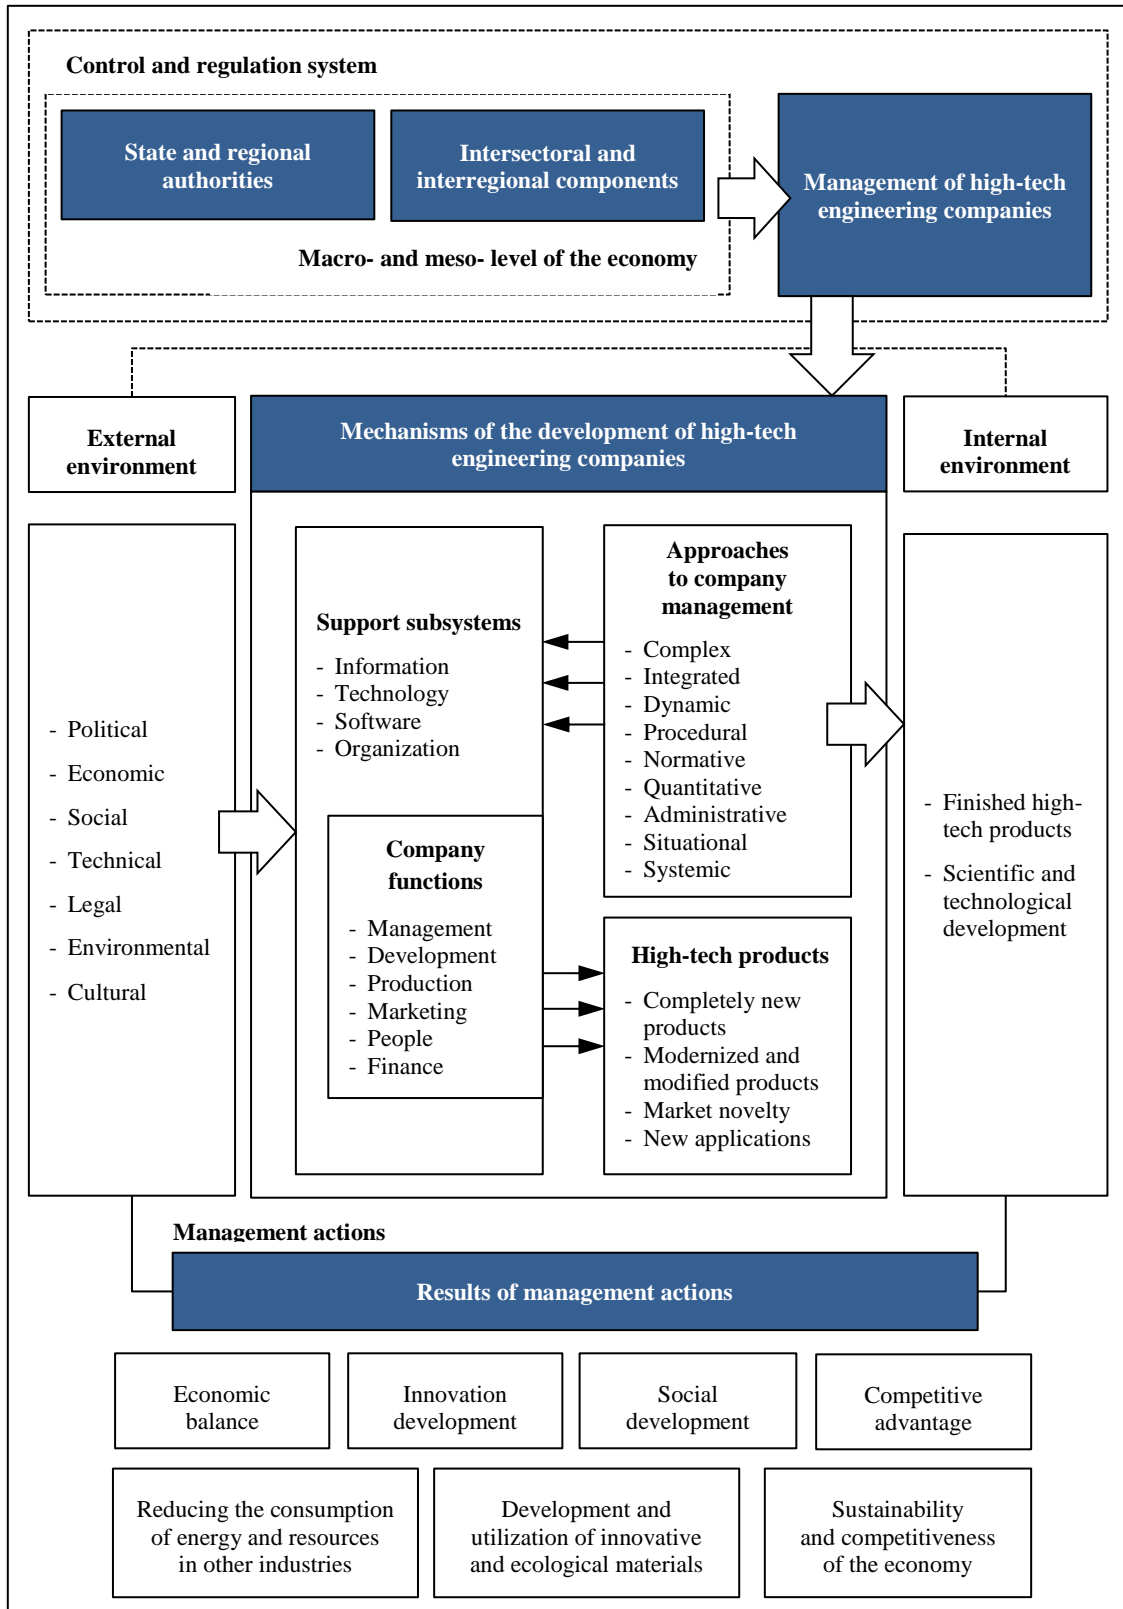 Control and regulation system
State and regional
authorities
Intersectoral and
interregional components
Management of high-tech
engineering companies
Macro- and meso- level of the economy
External
environment
Mechanisms of the development of high-tech
engineering companies
Internal
environment
- Political
- Economic
- Social
- Technical
- Legal
- Environmental
- Cultural
Support subsystems
- Information
- Technology
- Software
- Organization
Company
functions
- Management
- Development
- Production
- Marketing
- People
- Finance
Approaches
to company
management
- Complex
- Integrated
- Dynamic
- Procedural
- Normative
- Quantitative
- Administrative
- Situational
- Systemic
High-tech products
- Completely new
products
- Modernized and
modified products
- Market novelty
- New applications
- Finished high-
tech products
- Scientific and
technological
development
Management actions
Results of management actions
Economic
balance
Innovation
development
Social
development
Competitive
advantage
Reducing the consumption
of energy and resources
in other industries
Development and
utilization of innovative
and ecological materials
Sustainability
and competitiveness
of the economy